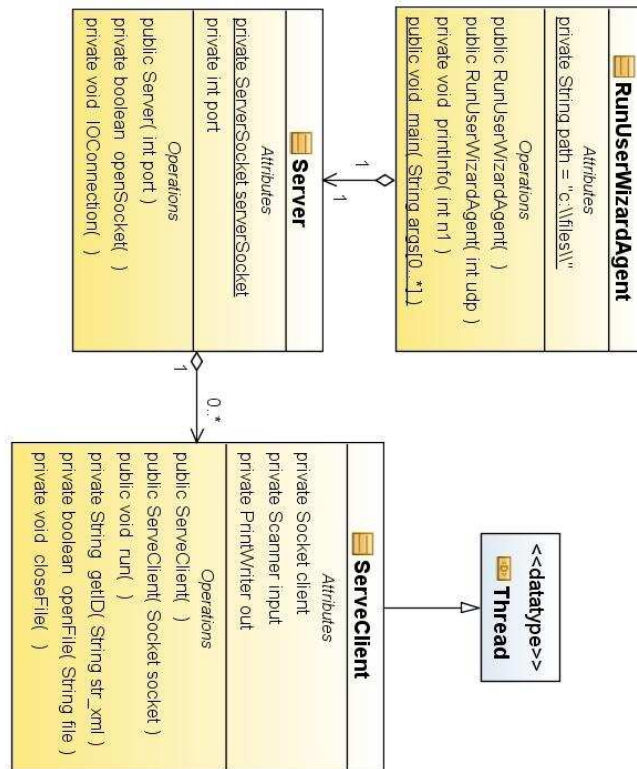 RunUserWizardAgent
Attributes
private String path = "c:\\files\\"
Operations
public RunUserWizardAgent( )
public RunUserWizardAgent( int udp )
private void printInfo( int n1 )
public void main( String args[0..*] )
1
1
Server
Attributes
private ServerSocket serverSocket
private int port
Operations
public Server( int port )
private boolean openSocket( )
private void IOConnection( )
1
0..*
<<datatype>>
Thread
ServeClient
Attributes
private Socket client
private Scanner input
private PrintWriter out
Operations
public ServeClient( )
public ServeClient( Socket socket )
public void run( )
private String getID( String str_xml )
private boolean openFile( String file )
private void closeFile( )